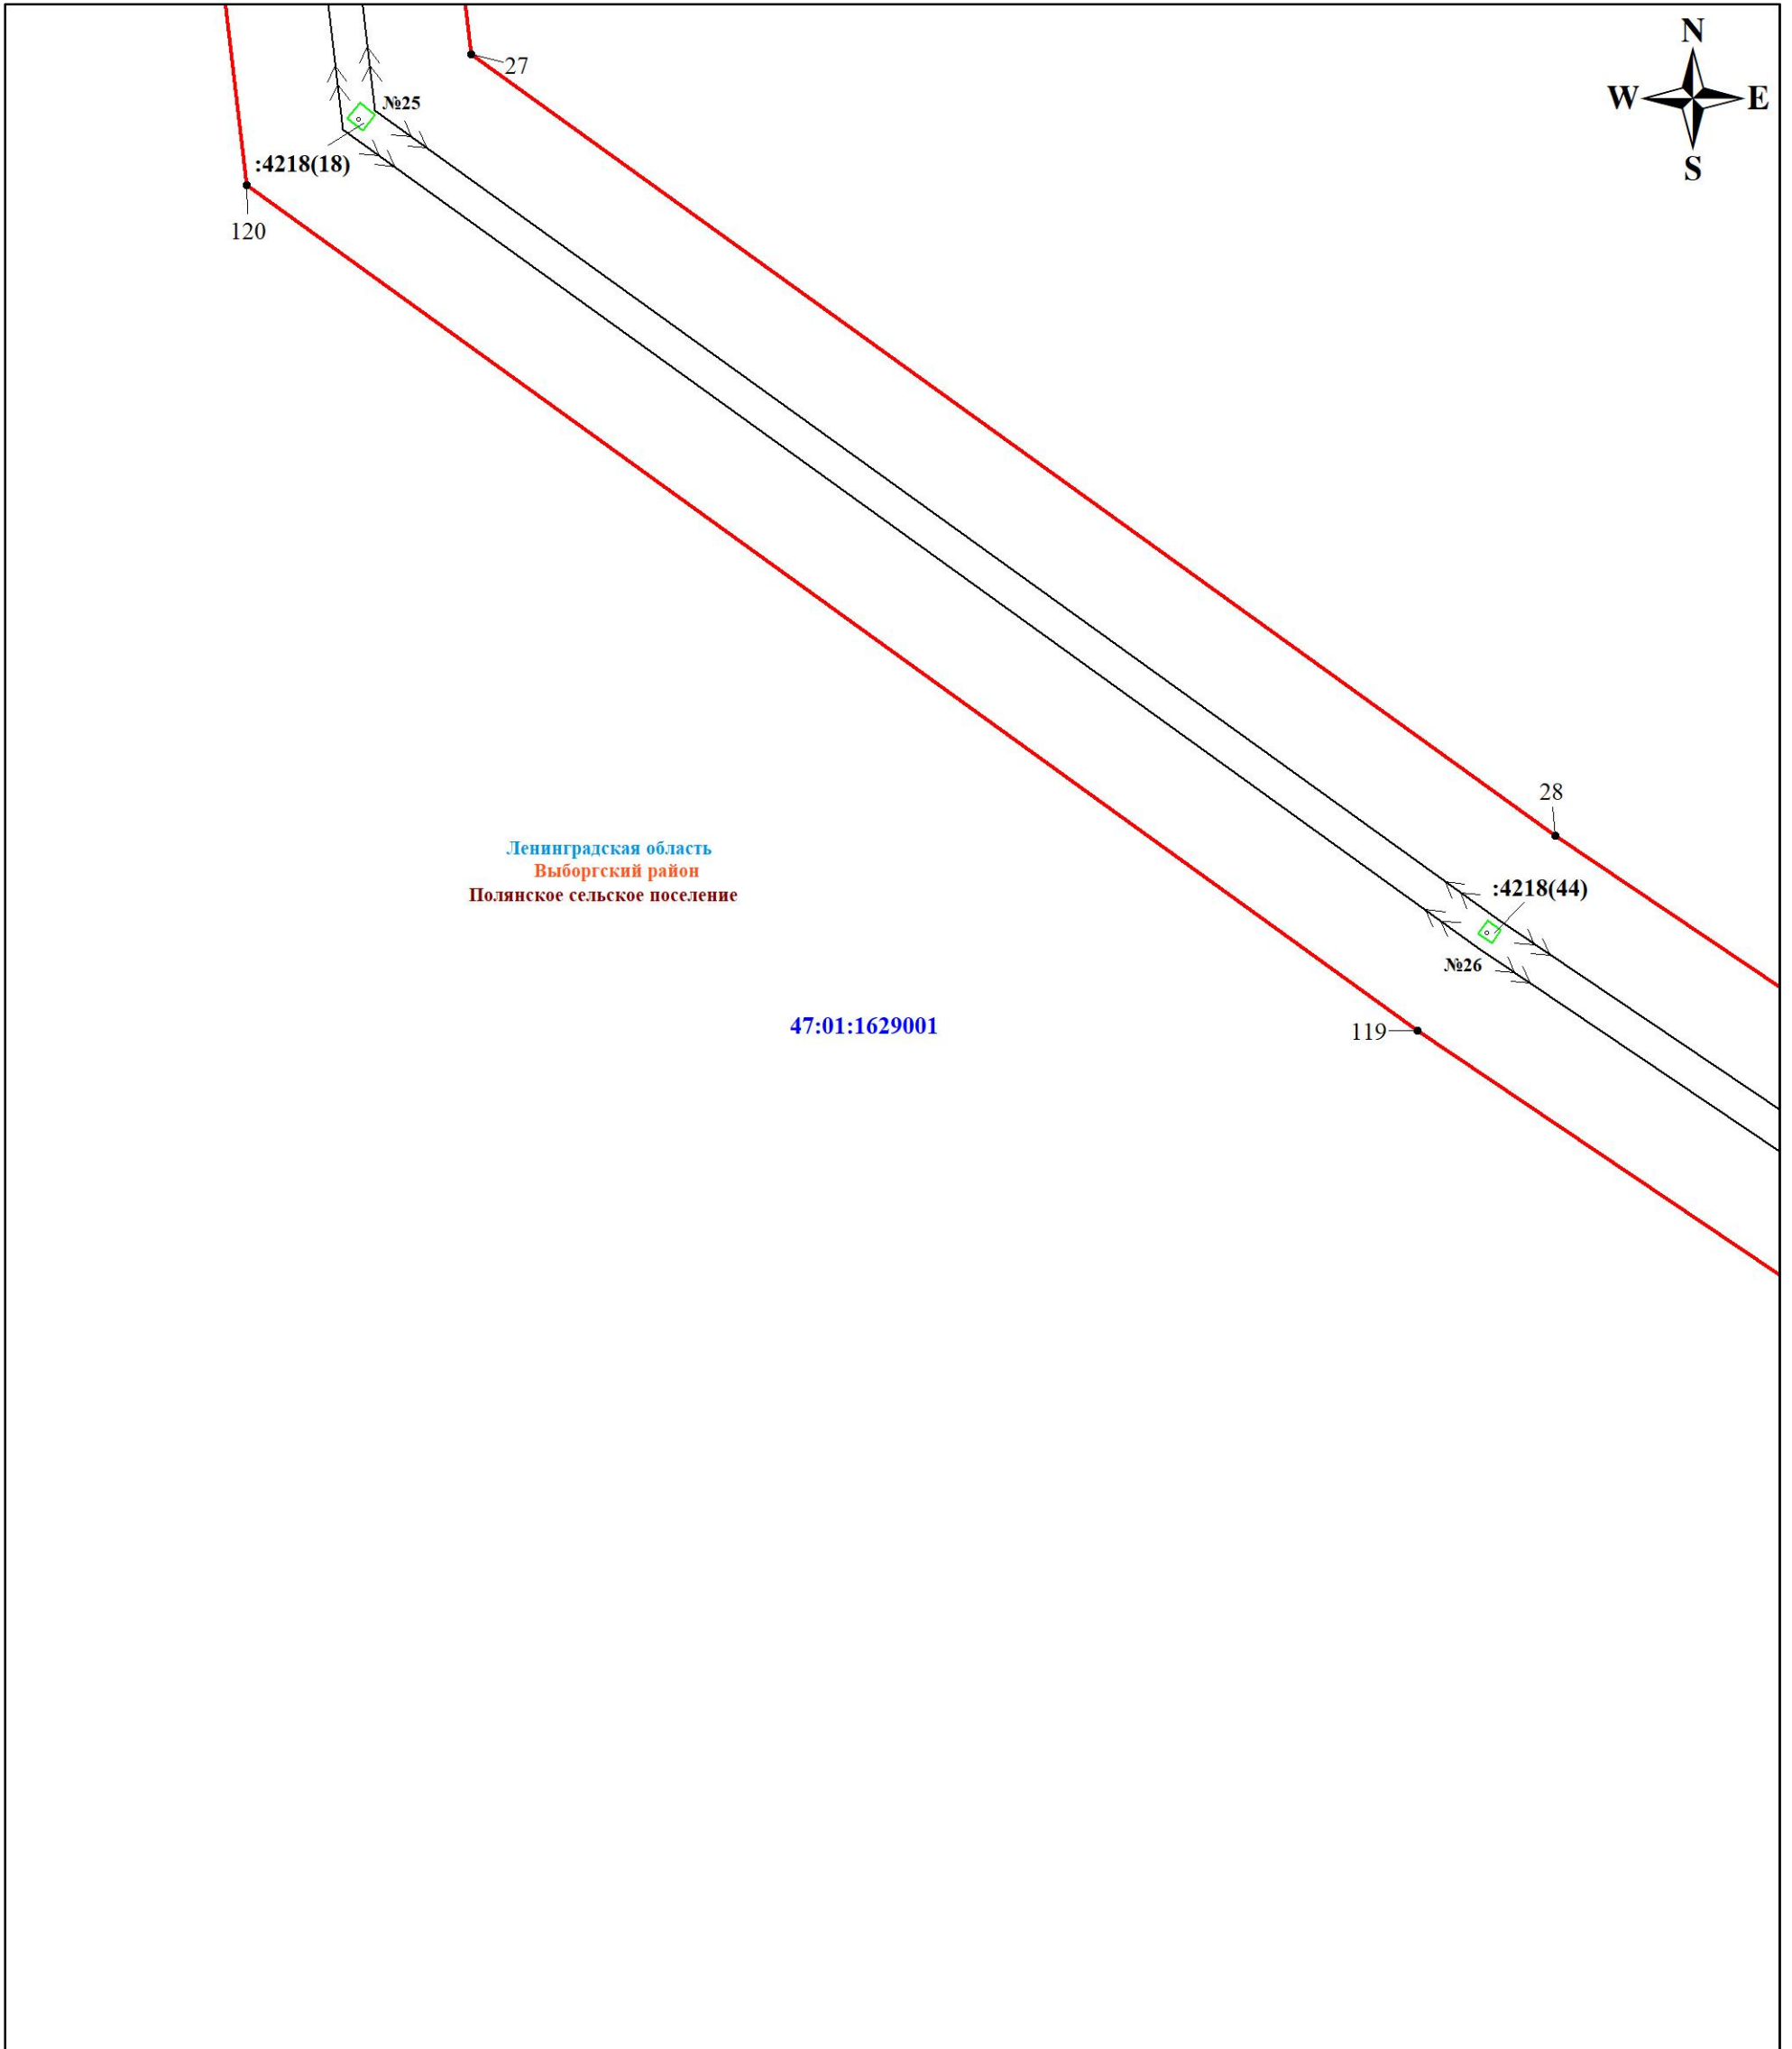 N
27
W E
№25
:4218(18)
S
120
28
Ленинградская область
Выборгский район
:4218(44)
Полянское сельское поселение
№26
47:01:1629001
119